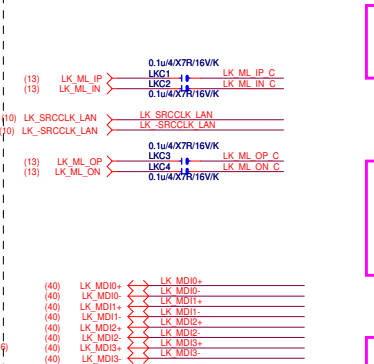 0.1u/4/X7R/16V/K
(13) LK_ML_IP LKC1 LK_ML_IP_C
(13) LK_ML_IN LKC2 LK_ML_IN_C
0.1u/4/X7R/16V/K
(10) LK_SRCCLK_LAN LK_SRCCLK_LAN
(10) LK_-SRCCLK_LAN LK_-SRCCLK_LAN
0.1u/4/X7R/16V/K
(13) LK_ML_OP LKC3 LK_ML_OP_C
(13) LK_ML_ON LKC4 LK_ML_ON_C
0.1u/4/X7R/16V/K
(40) LK_MDI0+ LK_MDI0+
(40) LK_MDI0- LK_MDI0-
(40) LK_MDI1+ LK_MDI1+
(40) LK_MDI1- LK_MDI1-
(40) LK_MDI2+ LK_MDI2+
(40) LK_MDI2- LK_MDI2-
(40) LK_MDI3+ LK_MDI3+
(40) LK_MDI3- LK_MDI3-